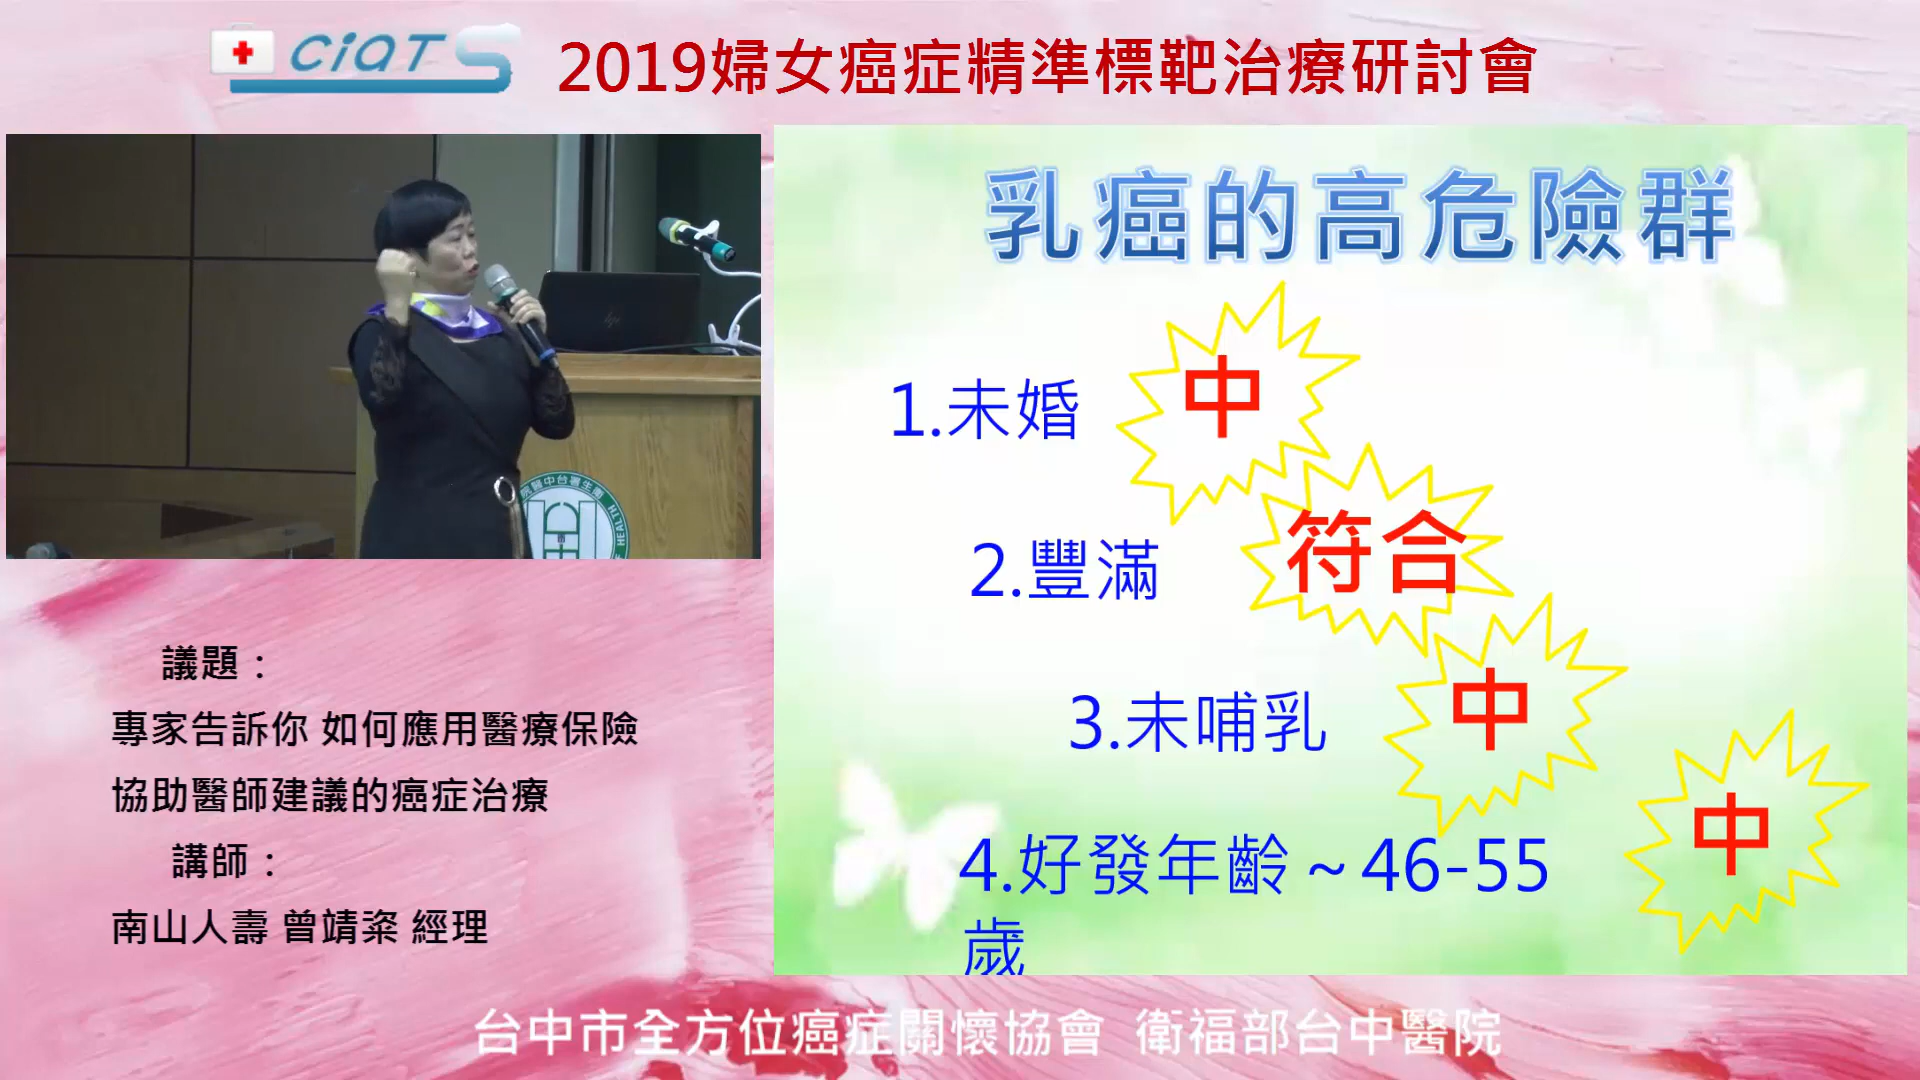 CiQTS
2019婦女癌症精準標靶治療研討會
乳癌的高危險群
1.未婚
中
2.豐滿
符合
3.未哺乳
中
4.好發年齡～46-55
歲
中
議題：
專家告訴你 如何應用醫療保險
協助醫師建議的癌症治療
講師：
南山人壽 曾靖粢 經理
台中市全方位癌症關懷協會 衛福部台中醫院